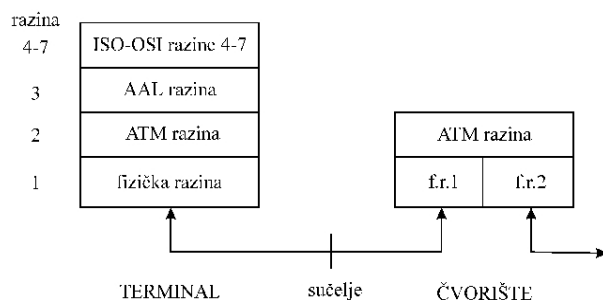 razina
4-7 ISO-OSI razine 4-7
3 AAL razina
2 ATM razina ATM razina
1 fizička razina f.r.1 f.r.2
TERMINAL sučelje ČVORIŠTE